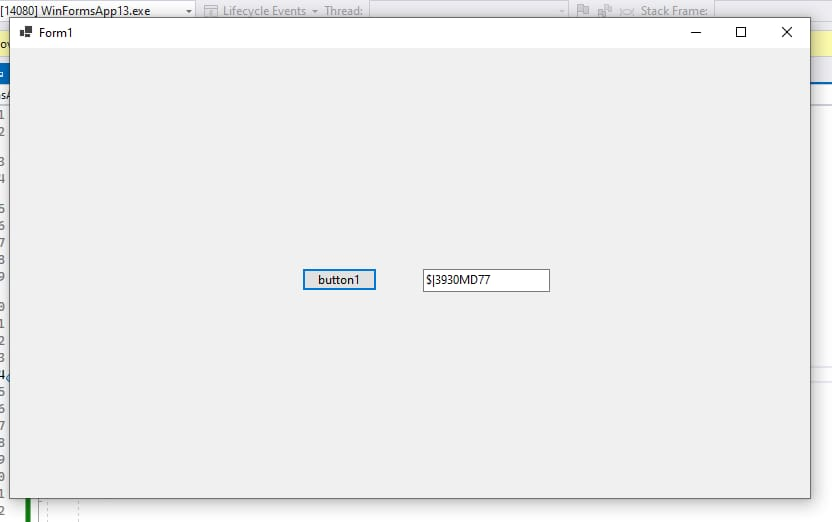 [14080] WinFormsApp13.exe Lifecycle Events Thread: Stack Frame:
Form1
button1 $|3930MD77